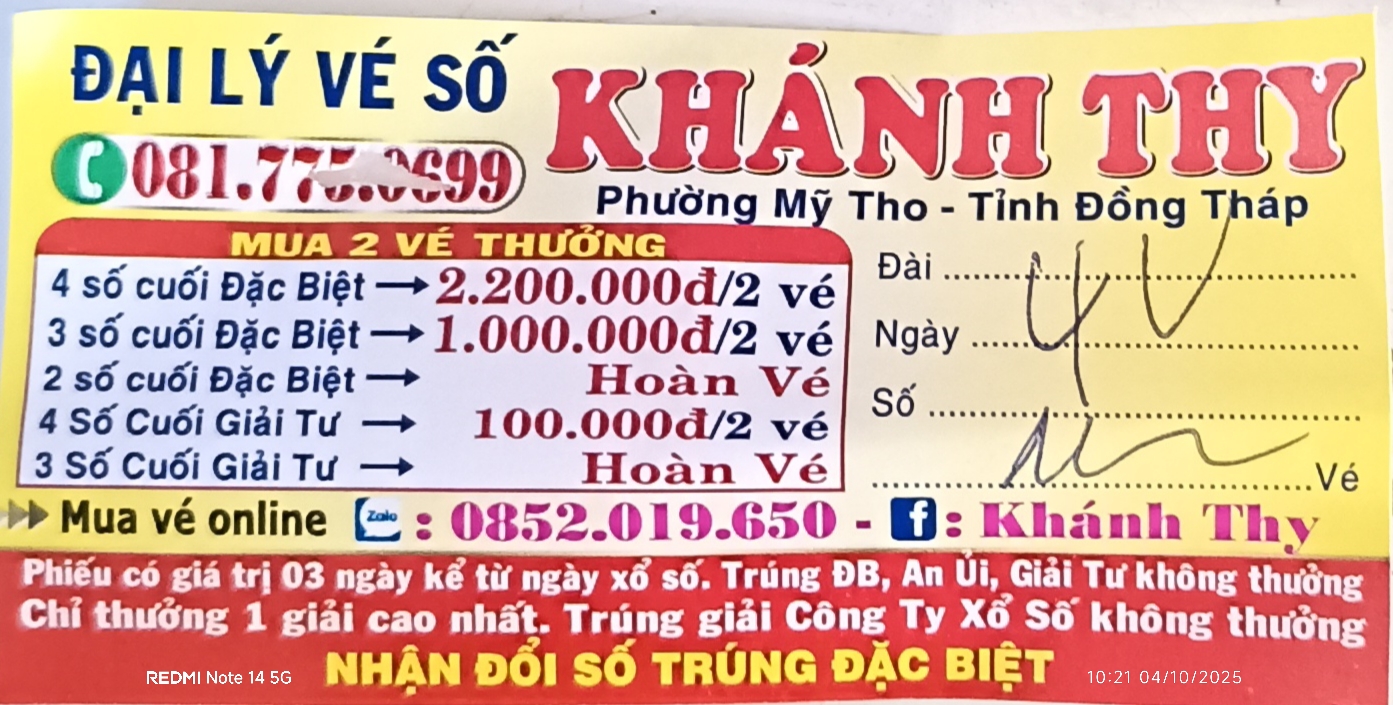 ĐẠI LÝ VÉ SỐ
KHÁNH THY
Phường Mỹ Tho - Tỉnh Đồng Tháp
MUA 2 VÉ THƯỞNG
4 số cuối Đặc Biệt → 2.200.000đ/2 vé
3 số cuối Đặc Biệt → 1.000.000đ/2 vé
2 số cuối Đặc Biệt → Hoàn Vé
4 Số Cuối Giải Tư → 100.000đ/2 vé
3 Số Cuối Giải Tư → Hoàn Vé
Đài
Ngày
Số
Vé
Mua vé online Zalo : 0852.019.650 - f : Khánh Thy
Phiếu có giá trị 03 ngày kể từ ngày xổ số. Trúng ĐB, An Ủi, Giải Tư không thưởng
Chỉ thưởng 1 giải cao nhất. Trúng giải Công Ty Xổ Số không thưởng
NHẬN ĐỔI SỐ TRÚNG ĐẶC BIỆT
REDMI Note 14 5G
10:21 04/10/2025